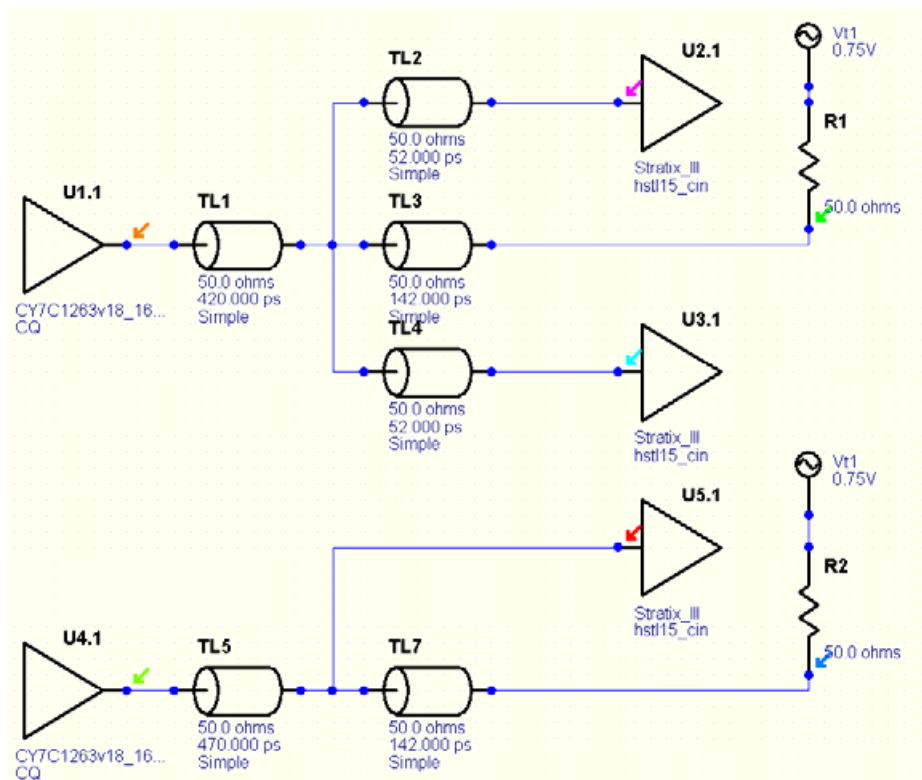 Vt1
0.75V
TL2
U2.1
R1
50.0 ohms
52.000 ps
Simple
Stratix_III
hstl15_cin
U1.1
TL1
TL3
50.0 ohms
50.0 ohms
420.000 ps
Simple
50.0 ohms
142.000 ps
Simple
CY7C1263v18_16...
CQ
TL4
U3.1
50.0 ohms
52.000 ps
Simple
Stratix_III
hstl15_cin
Vt1
0.75V
U5.1
R2
Stratix_III
hstl15_cin
U4.1
TL5
TL7
50.0 ohms
50.0 ohms
470.000 ps
Simple
50.0 ohms
142.000 ps
Simple
CY7C1263v18_16...
CQ